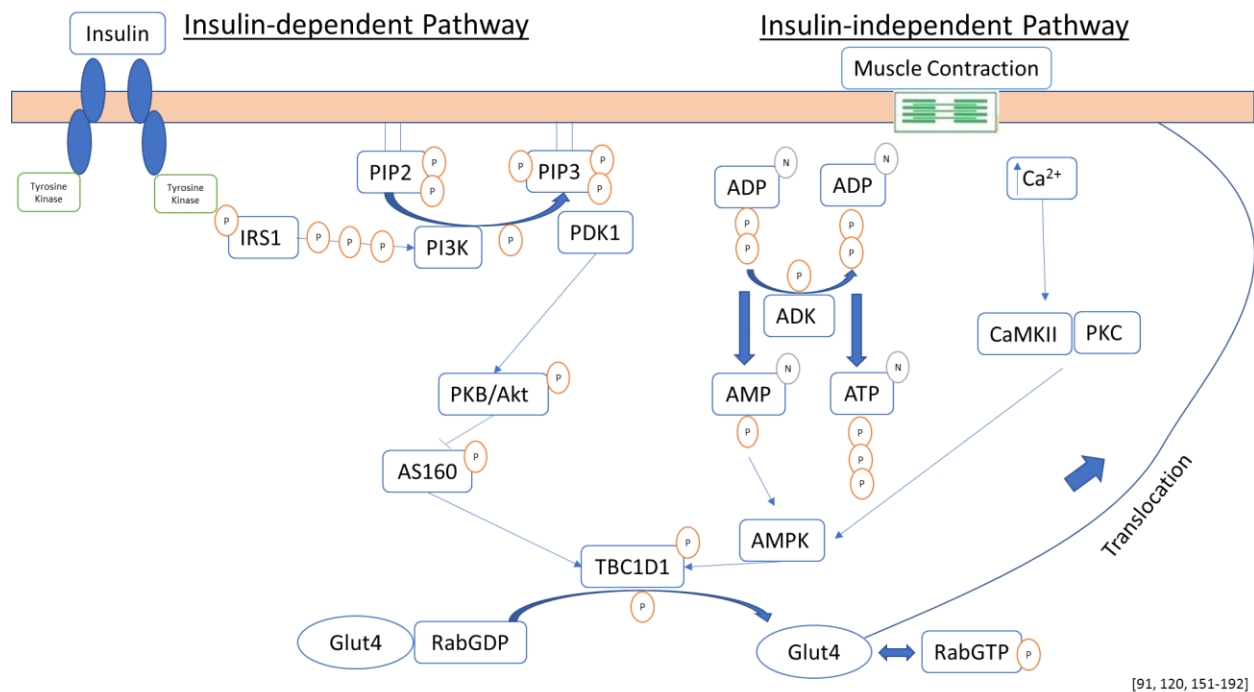 Insulin-dependent Pathway
Insulin-independent Pathway
Insulin
Muscle Contraction
Tyrosine
Kinase
Tyrosine
Kinase
P
IRS1
P
P
P
PIP2
P
P
PI3K
P
P
PIP3
P
P
PDK1
ADP
N
P
P
ADP
N
P
P
P
ADK
Ca²⁺
CaMKII
PKC
AMP
N
P
ATP
N
P
P
P
PKB/Akt
P
AS160
P
AMPK
TBC1D1
P
P
Glut4
RabGDP
Glut4
RabGTP
P
Translocation
[91, 120, 151-192]